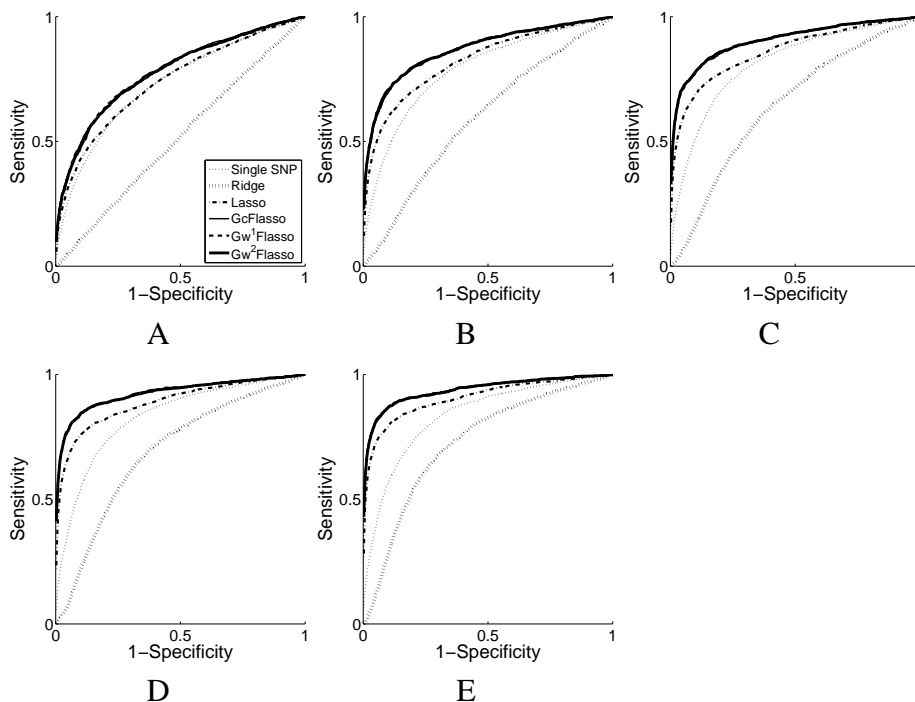 1
0.5
0
Sensitivity
Single SNP
Ridge
Lasso
GcFlasso
Gw¹Flasso
Gw²Flasso
0
0.5
1
1−Specificity
A
1
0.5
0
Sensitivity
0
0.5
1
1−Specificity
B
1
0.5
0
Sensitivity
0
0.5
1−Specificity
C
1
0.5
0
Sensitivity
0
0.5
1
1−Specificity
D
1
0.5
0
Sensitivity
0
0.5
1
1−Specificity
E